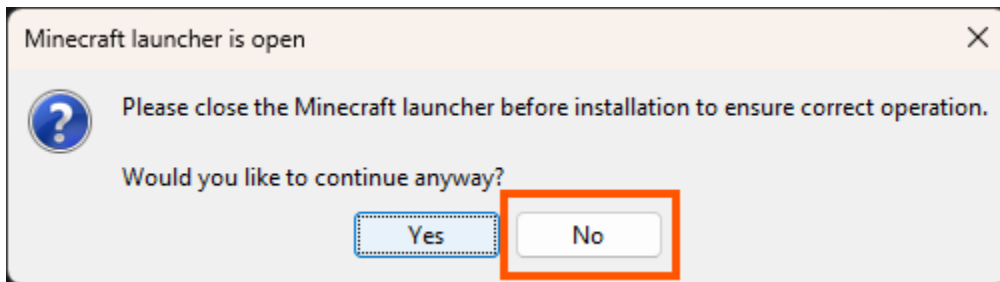 Minecraft launcher is open
Please close the Minecraft launcher before installation to ensure correct operation.
Would you like to continue anyway?
Yes No